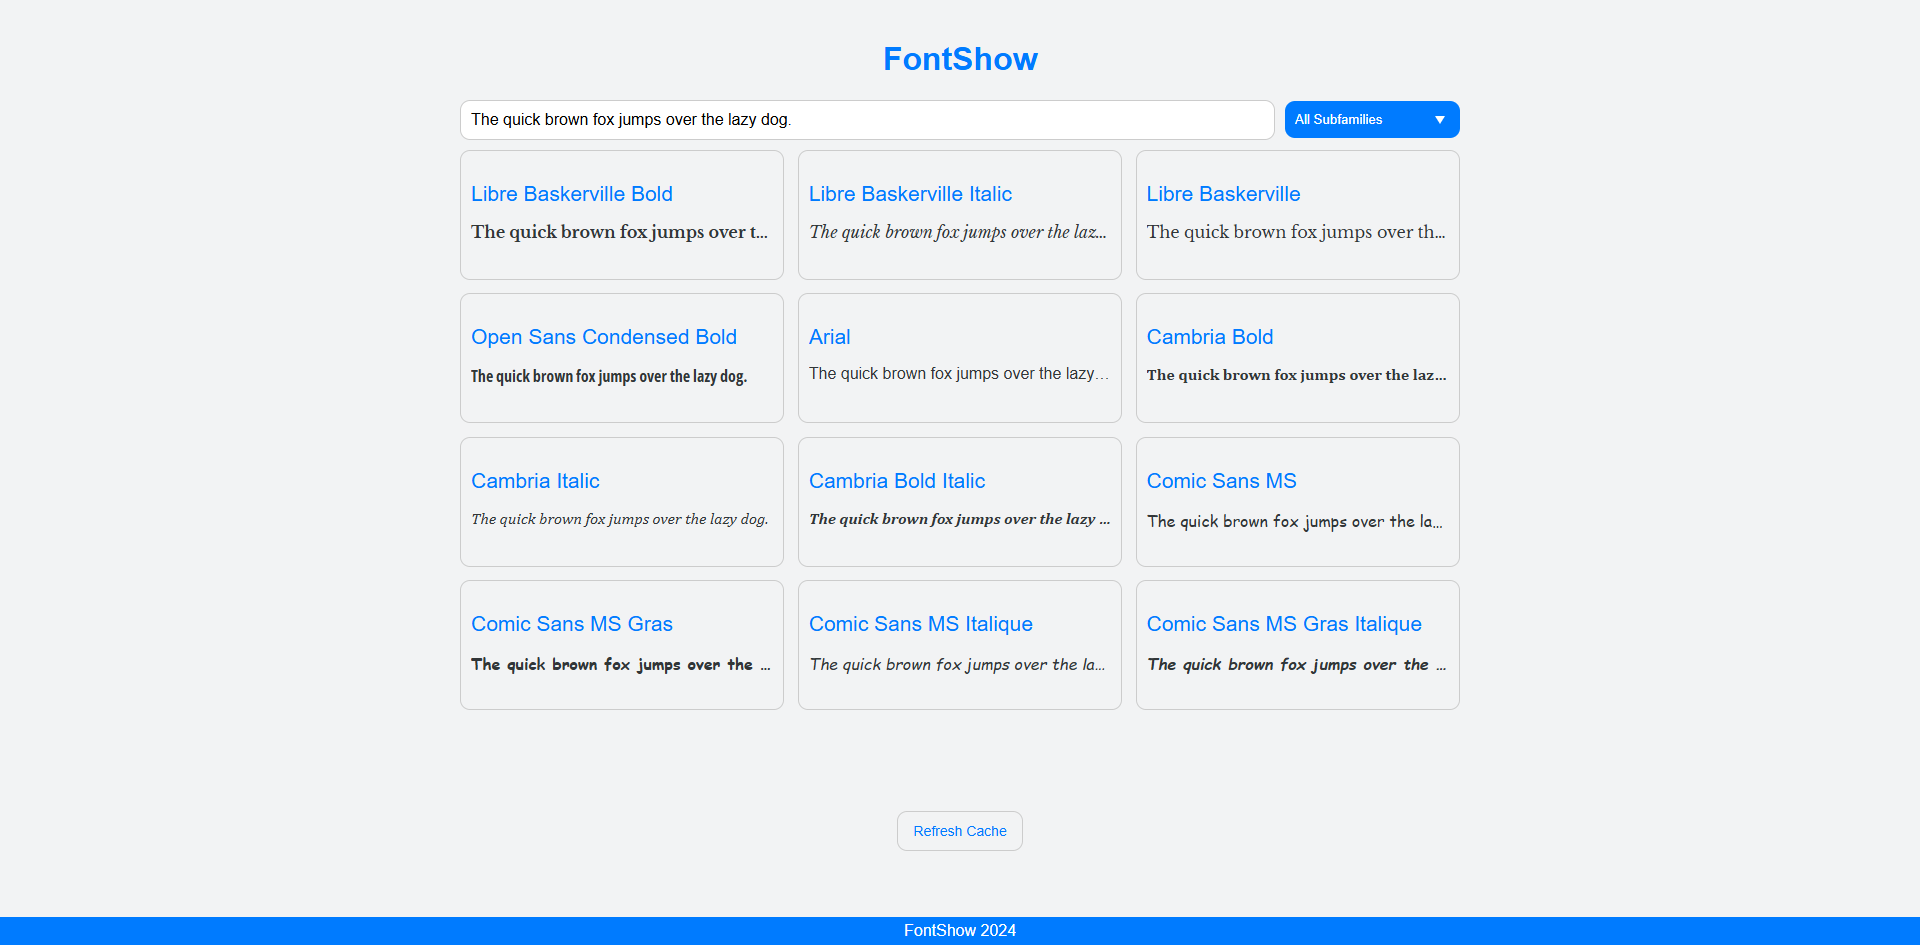 FontShow
The quick brown fox jumps over the lazy dog.
All Subfamilies
Libre Baskerville Bold
The quick brown fox jumps over t...
Libre Baskerville Italic
The quick brown fox jumps over the laz...
Libre Baskerville
The quick brown fox jumps over th...
Open Sans Condensed Bold
The quick brown fox jumps over the lazy dog.
Arial
The quick brown fox jumps over the lazy...
Cambria Bold
The quick brown fox jumps over the laz...
Cambria Italic
The quick brown fox jumps over the lazy dog.
Cambria Bold Italic
The quick brown fox jumps over the lazy ...
Comic Sans MS
The quick brown fox jumps over the la...
Comic Sans MS Gras
The quick brown fox jumps over the ...
Comic Sans MS Italique
The quick brown fox jumps over the la...
Comic Sans MS Gras Italique
The quick brown fox jumps over the ...
Refresh Cache
FontShow 2024